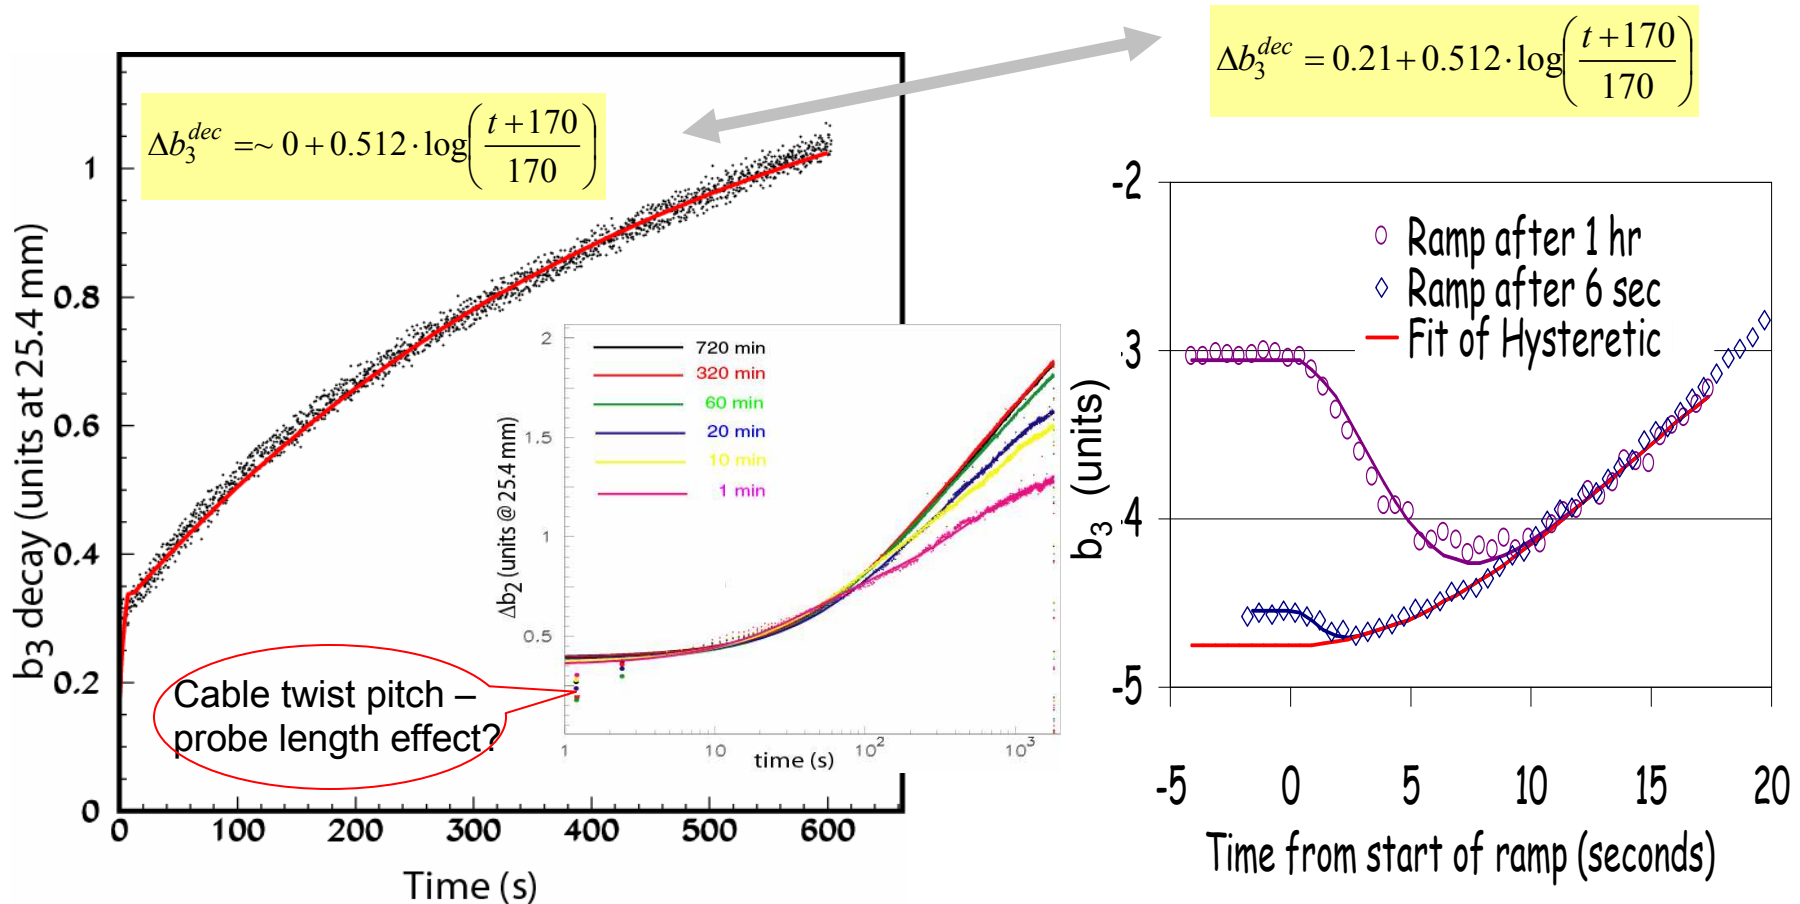 Δb₃^dec =~ 0 + 0.512 · log((t + 170)/170)
Δb₃^dec = 0.21 + 0.512 · log((t + 170)/170)
b₃ decay (units at 25.4 mm)
1
0.8
0.6
0.4
0.2
0
0 100 200 300 400 500 600
Time (s)
Cable twist pitch –
probe length effect?
720 min
320 min
60 min
20 min
10 min
1 min
Δb₂ (units @ 25.4 mm)
2
1.5
1
0.5
1 10 10² 10³
time (s)
Ramp after 1 hr
Ramp after 6 sec
Fit of Hysteretic
b₃ (units)
-2
-3
-4
-5
-5 0 5 10 15 20
Time from start of ramp (seconds)